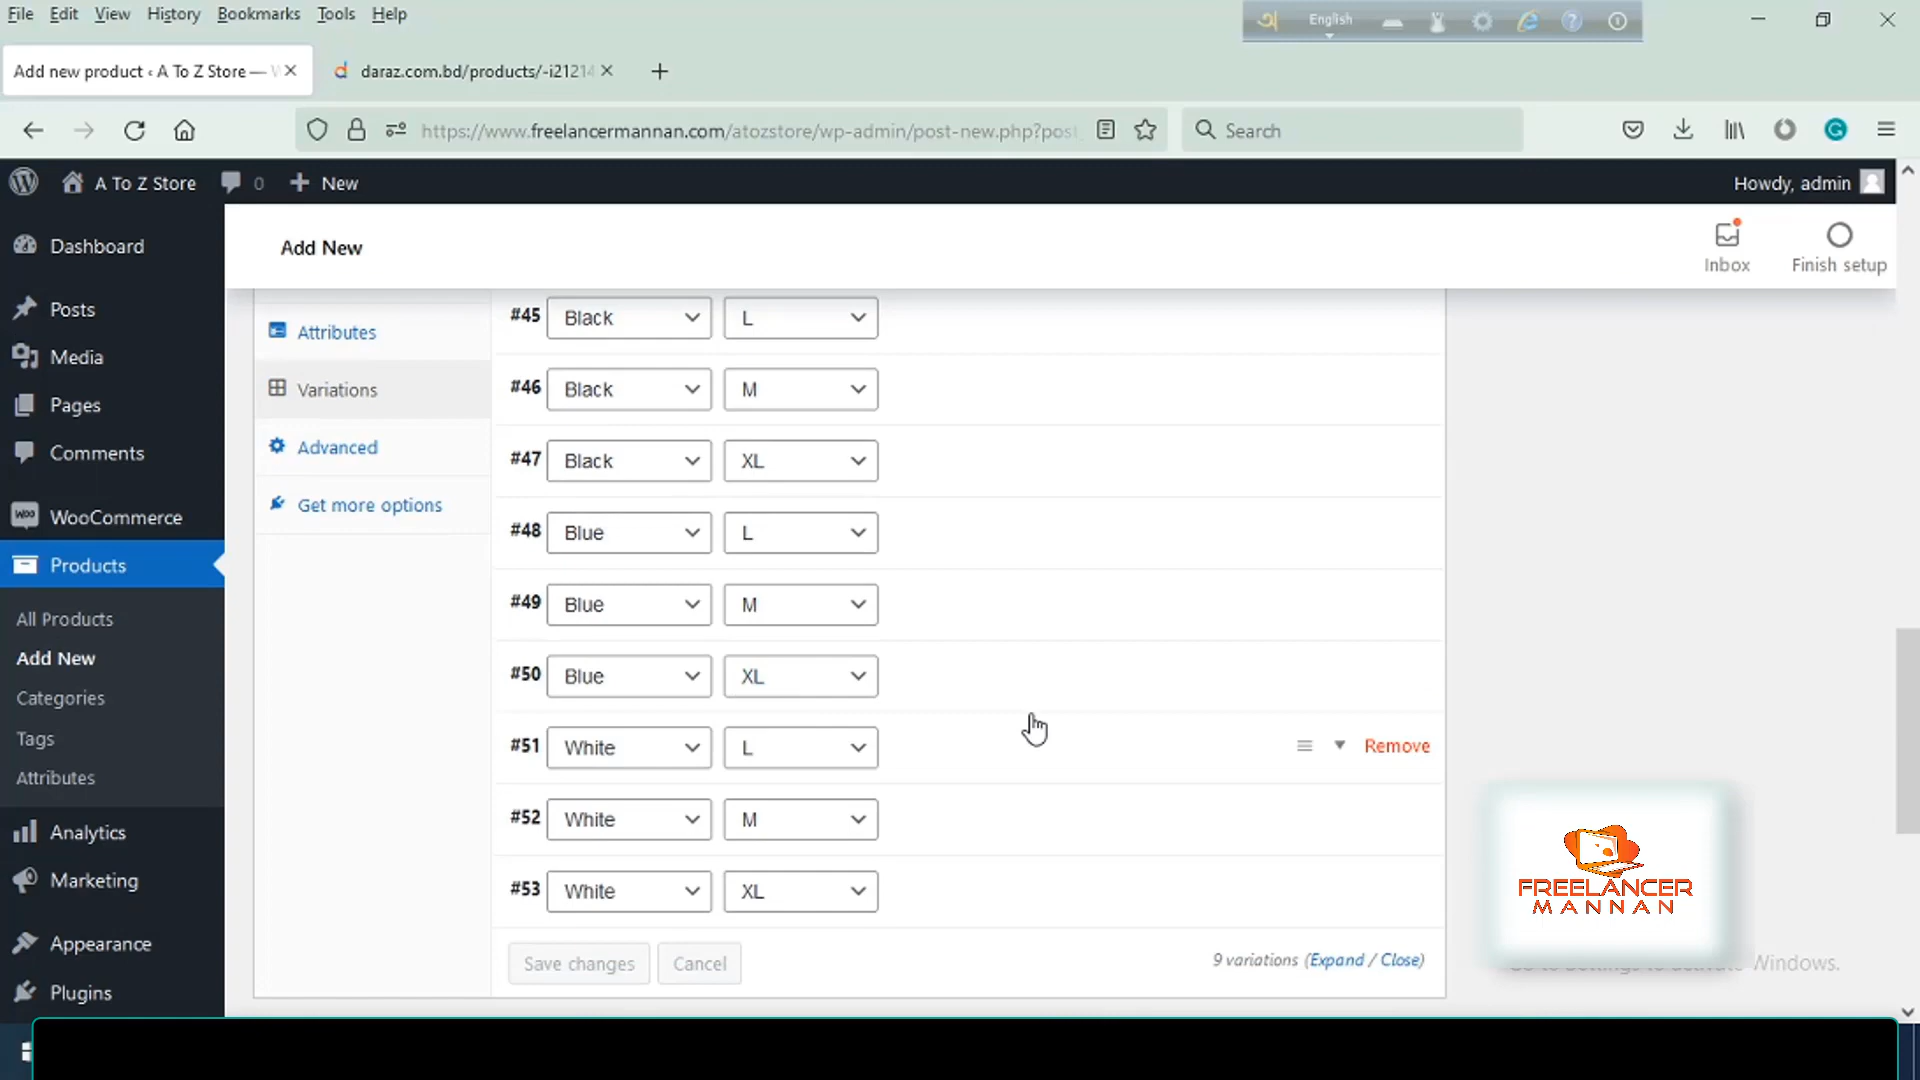 File Edit View History Bookmarks Tools Help
অ English
Add new product ‹ A To Z Store —
daraz.com.bd/products/-i2121
https://www.freelancermannan.com/atozstore/wp-admin/post-new.php?post
Search
A To Z Store 0 New
Howdy, admin
Add New
Inbox
Finish setup
Dashboard
Posts
Media
Pages
Comments
WooCommerce
Products
All Products
Add New
Categories
Tags
Attributes
Analytics
Marketing
Appearance
Plugins
Attributes
Variations
Advanced
Get more options
#45 Black L
#46 Black M
#47 Black XL
#48 Blue L
#49 Blue M
#50 Blue XL
#51 White L Remove
#52 White M
#53 White XL
Save changes Cancel
9 variations (Expand / Close)
FREELANCER
MANNAN
Windows.